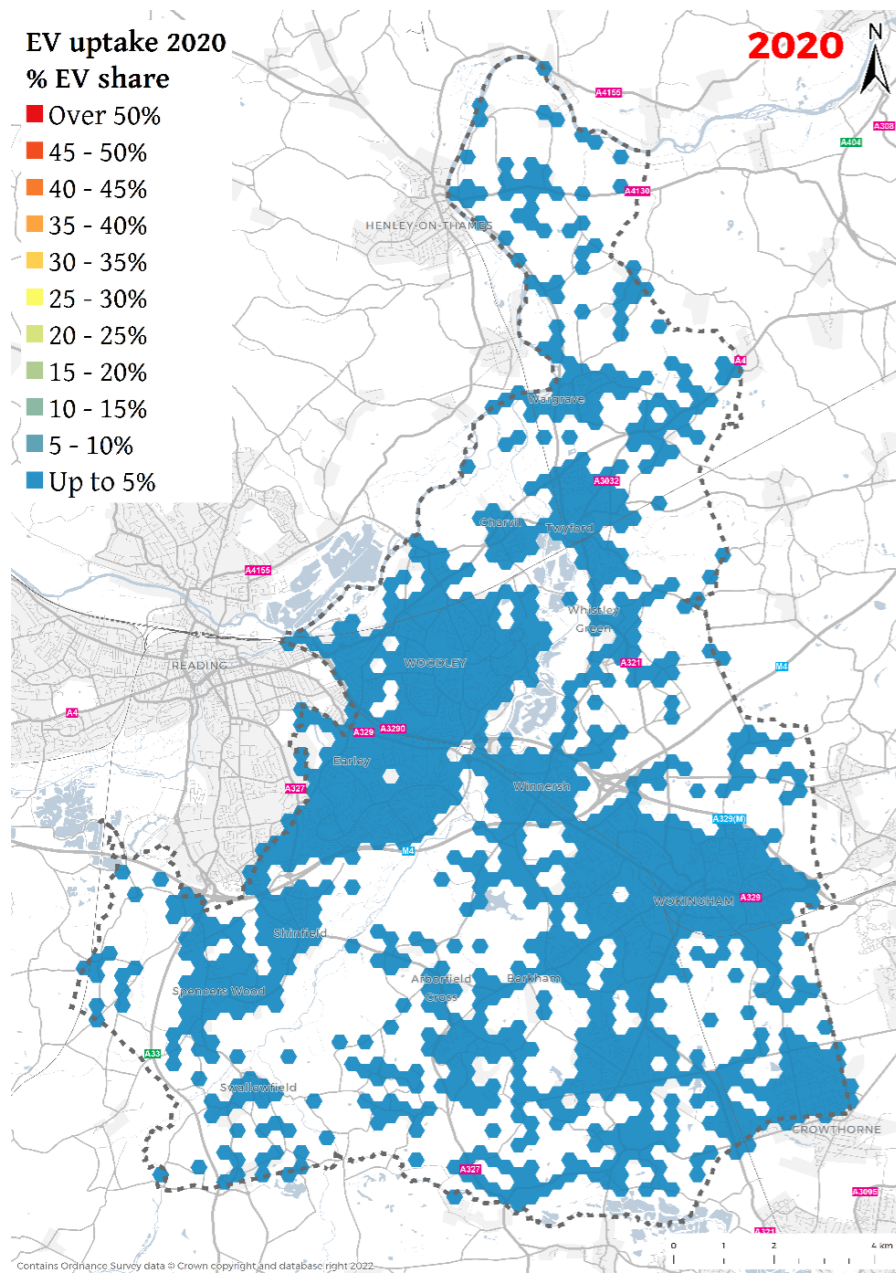 EV uptake 2020
% EV share
Over 50%
45 - 50%
40 - 45%
35 - 40%
30 - 35%
25 - 30%
20 - 25%
15 - 20%
10 - 15%
5 - 10%
Up to 5%
2020
N
A4155
A308
A404
A4130
HENLEY-ON-THAMES
A4
Wargrave
A3032
Charvil
Twyford
A4155
Whistley
Green
READING
WOODLEY
A321
M4
A4
A329
A3290
Earley
A327
Winnersh
A329(M)
M4
WOKINGHAM
A329
Shinfield
Spencers Wood
Arborfield
Cross
Barkham
A33
Swallowfield
CROWTHORNE
A327
A3095
A321
0 1 2 4 km
Contains Ordnance Survey data © Crown copyright and database right 2022